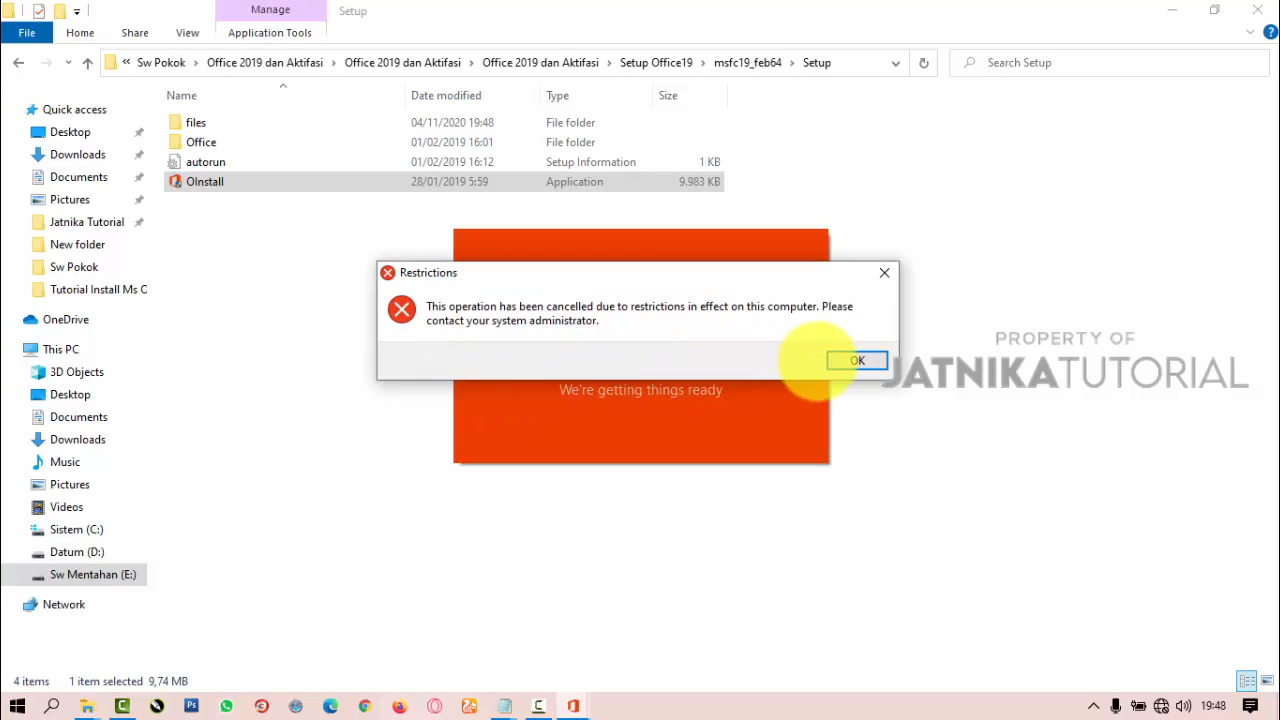 Manage
Setup
File
Home
Share
View
Application Tools
« Sw Pokok > Office 2019 dan Aktifasi > Office 2019 dan Aktifasi > Office 2019 dan Aktifasi > Setup Office19 > msfc19_feb64 > Setup
Search Setup
Name
Date modified
Type
Size
files 04/11/2020 19:48 File folder
Office 01/02/2019 16:01 File folder
autorun 01/02/2019 16:12 Setup Information 1 KB
OInstall 28/01/2019 5:59 Application 9.983 KB
Quick access
Desktop
Downloads
Documents
Pictures
Jatnika Tutorial
New folder
Sw Pokok
Tutorial Install Ms O
OneDrive
This PC
3D Objects
Desktop
Documents
Downloads
Music
Pictures
Videos
Sistem (C:)
Datum (D:)
Sw Mentahan (E:)
Network
Restrictions
This operation has been cancelled due to restrictions in effect on this computer. Please
contact your system administrator.
OK
We're getting things ready
PROPERTY OF
JATNIKATUTORIAL
4 items 1 item selected 9,74 MB
19:48